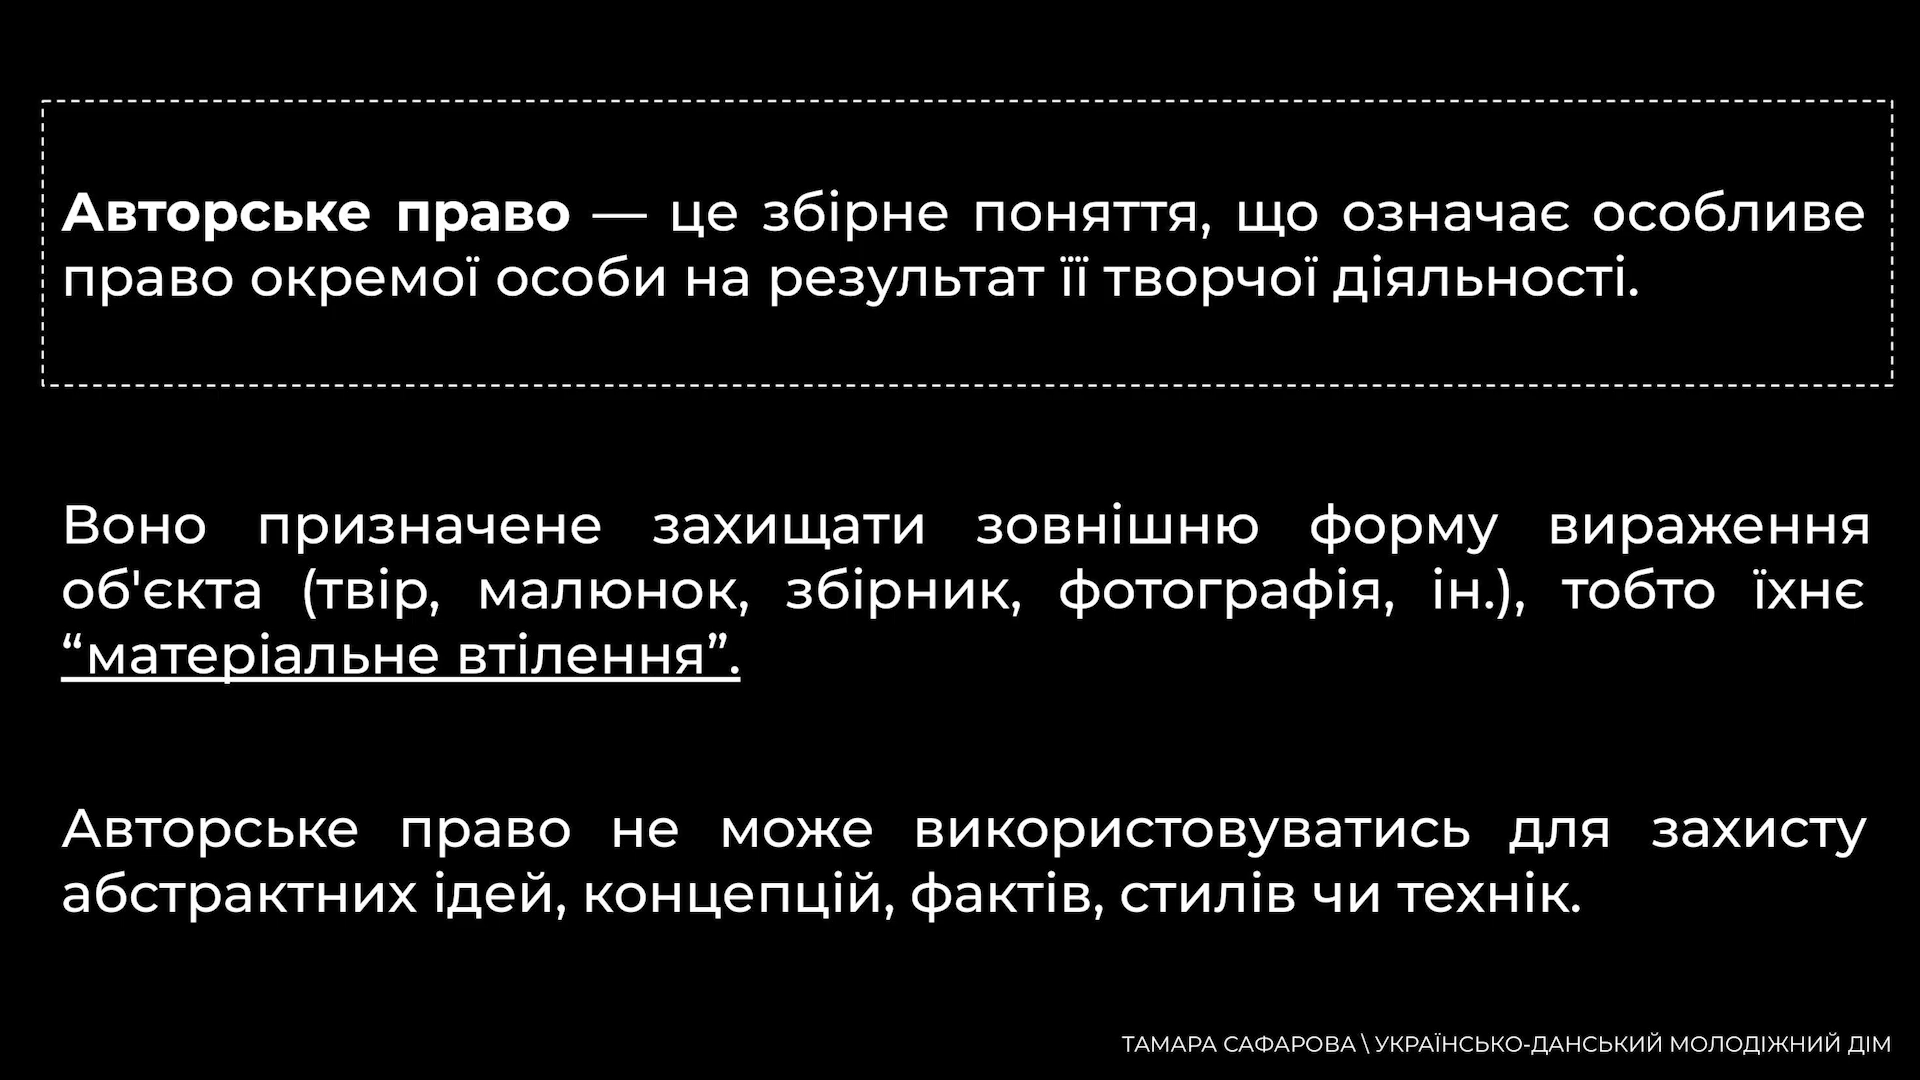 Авторське право — це збірне поняття, що означає особливе
право окремої особи на результат її творчої діяльності.
Воно призначене захищати зовнішню форму вираження
об'єкта (твір, малюнок, збірник, фотографія, ін.), тобто їхнє
“матеріальне втілення”.
Авторське право не може використовуватись для захисту
абстрактних ідей, концепцій, фактів, стилів чи технік.
ТАМАРА САФАРОВА \ УКРАЇНСЬКО-ДАНСЬКИЙ МОЛОДІЖНИЙ ДІМ